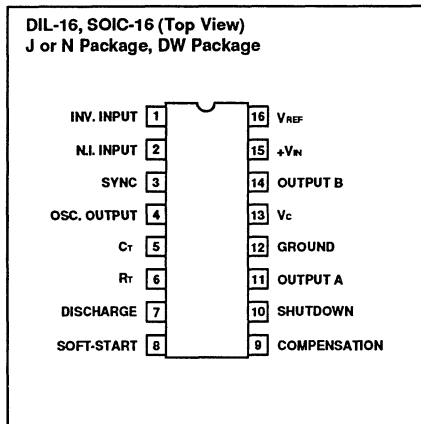 DIL-16, SOIC-16 (Top View)
J or N Package, DW Package
INV. INPUT 1 16 VREF
N.I. INPUT 2 15 +VIN
SYNC 3 14 OUTPUT B
OSC. OUTPUT 4 13 Vc
CT 5 12 GROUND
RT 6 11 OUTPUT A
DISCHARGE 7 10 SHUTDOWN
SOFT-START 8 9 COMPENSATION